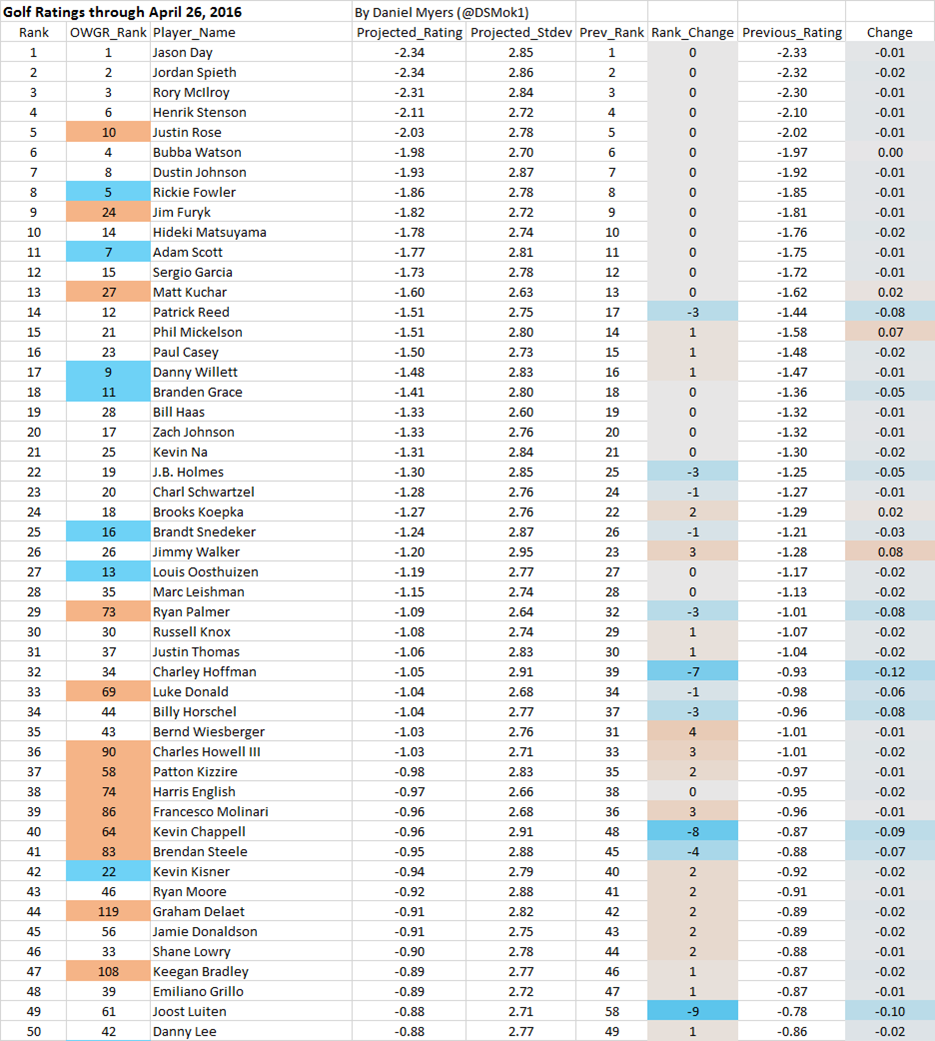 Golf Ratings through April 26, 2016 By Daniel Myers (@DSMok1)
Rank OWGR_Rank Player_Name Projected_Rating Projected_Stdev Prev_Rank Rank_Change Previous_Rating Change
1 1 Jason Day -2.34 2.85 1 0 -2.33 -0.01
2 2 Jordan Spieth -2.34 2.86 2 0 -2.32 -0.02
3 3 Rory McIlroy -2.31 2.84 3 0 -2.30 -0.01
4 6 Henrik Stenson -2.11 2.72 4 0 -2.10 -0.01
5 10 Justin Rose -2.03 2.78 5 0 -2.02 -0.01
6 4 Bubba Watson -1.98 2.70 6 0 -1.97 0.00
7 8 Dustin Johnson -1.93 2.87 7 0 -1.92 -0.01
8 5 Rickie Fowler -1.86 2.78 8 0 -1.85 -0.01
9 24 Jim Furyk -1.82 2.72 9 0 -1.81 -0.01
10 14 Hideki Matsuyama -1.78 2.74 10 0 -1.76 -0.02
11 7 Adam Scott -1.77 2.81 11 0 -1.75 -0.01
12 15 Sergio Garcia -1.73 2.78 12 0 -1.72 -0.01
13 27 Matt Kuchar -1.60 2.63 13 0 -1.62 0.02
14 12 Patrick Reed -1.51 2.75 17 -3 -1.44 -0.08
15 21 Phil Mickelson -1.51 2.80 14 1 -1.58 0.07
16 23 Paul Casey -1.50 2.73 15 1 -1.48 -0.02
17 9 Danny Willett -1.48 2.83 16 1 -1.47 -0.01
18 11 Branden Grace -1.41 2.80 18 0 -1.36 -0.05
19 28 Bill Haas -1.33 2.60 19 0 -1.32 -0.01
20 17 Zach Johnson -1.33 2.76 20 0 -1.32 -0.01
21 25 Kevin Na -1.31 2.84 21 0 -1.30 -0.02
22 19 J.B. Holmes -1.30 2.85 25 -3 -1.25 -0.05
23 20 Charl Schwartzel -1.28 2.76 24 -1 -1.27 -0.01
24 18 Brooks Koepka -1.27 2.76 22 2 -1.29 0.02
25 16 Brandt Snedeker -1.24 2.87 26 -1 -1.21 -0.03
26 26 Jimmy Walker -1.20 2.95 23 3 -1.28 0.08
27 13 Louis Oosthuizen -1.19 2.77 27 0 -1.17 -0.02
28 35 Marc Leishman -1.15 2.74 28 0 -1.13 -0.02
29 73 Ryan Palmer -1.09 2.64 32 -3 -1.01 -0.08
30 30 Russell Knox -1.08 2.74 29 1 -1.07 -0.02
31 37 Justin Thomas -1.06 2.83 30 1 -1.04 -0.02
32 34 Charley Hoffman -1.05 2.91 39 -7 -0.93 -0.12
33 69 Luke Donald -1.04 2.68 34 -1 -0.98 -0.06
34 44 Billy Horschel -1.04 2.77 37 -3 -0.96 -0.08
35 43 Bernd Wiesberger -1.03 2.76 31 4 -1.01 -0.01
36 90 Charles Howell III -1.03 2.71 33 3 -1.01 -0.02
37 58 Patton Kizzire -0.98 2.83 35 2 -0.97 -0.01
38 74 Harris English -0.97 2.66 38 0 -0.95 -0.02
39 86 Francesco Molinari -0.96 2.68 36 3 -0.96 -0.01
40 64 Kevin Chappell -0.96 2.91 48 -8 -0.87 -0.09
41 83 Brendan Steele -0.95 2.88 45 -4 -0.88 -0.07
42 22 Kevin Kisner -0.94 2.79 40 2 -0.92 -0.02
43 46 Ryan Moore -0.92 2.88 41 2 -0.91 -0.01
44 119 Graham Delaet -0.91 2.82 42 2 -0.89 -0.02
45 56 Jamie Donaldson -0.91 2.75 43 2 -0.89 -0.02
46 33 Shane Lowry -0.90 2.78 44 2 -0.88 -0.01
47 108 Keegan Bradley -0.89 2.77 46 1 -0.87 -0.02
48 39 Emiliano Grillo -0.89 2.72 47 1 -0.87 -0.01
49 61 Joost Luiten -0.88 2.71 58 -9 -0.78 -0.10
50 42 Danny Lee -0.88 2.77 49 1 -0.86 -0.02